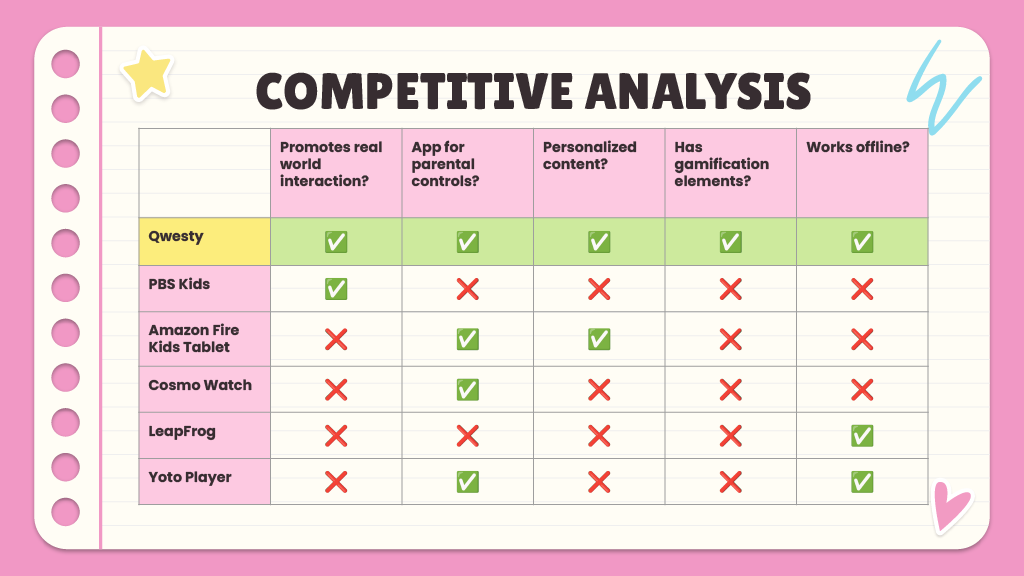 COMPETITIVE ANALYSIS
Promotes real
world
interaction?
App for
parental
controls?
Personalized
content?
Has
gamification
elements?
Works offline?
Qwesty ✅ ✅ ✅ ✅ ✅
PBS Kids ✅ ❌ ❌ ❌ ❌
Amazon Fire
Kids Tablet ❌ ✅ ✅ ❌ ❌
Cosmo Watch ❌ ✅ ❌ ❌ ❌
LeapFrog ❌ ❌ ❌ ❌ ✅
Yoto Player ❌ ✅ ❌ ❌ ✅